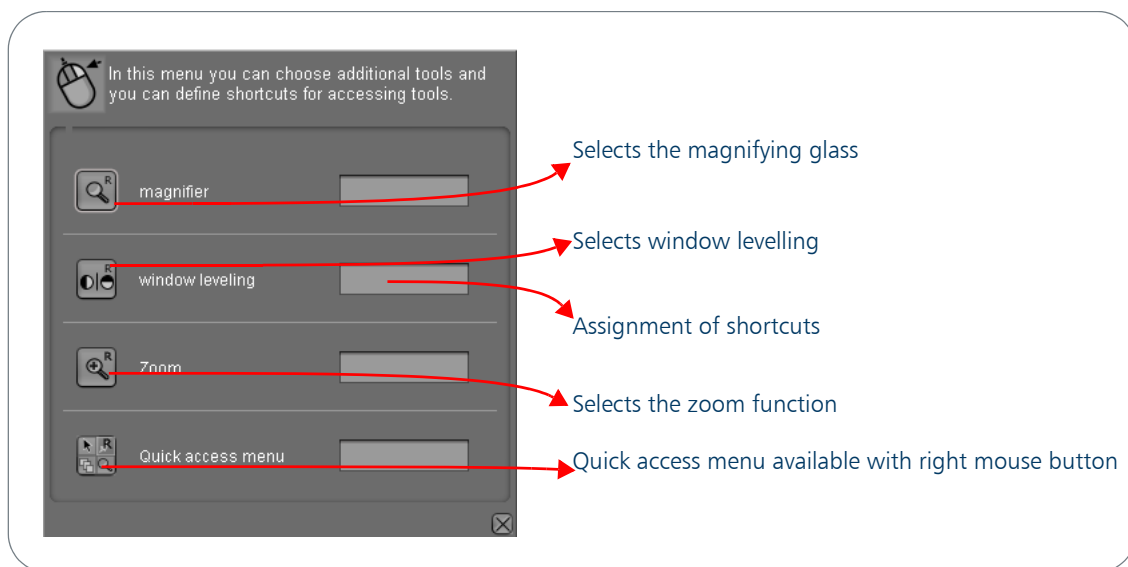 In this menu you can choose additional tools and
you can define shortcuts for accessing tools.
R
magnifier
Selects the magnifying glass
R
window leveling
Selects window levelling
Assignment of shortcuts
R
Zoom
Selects the zoom function
R
Quick access menu
Quick access menu available with right mouse button